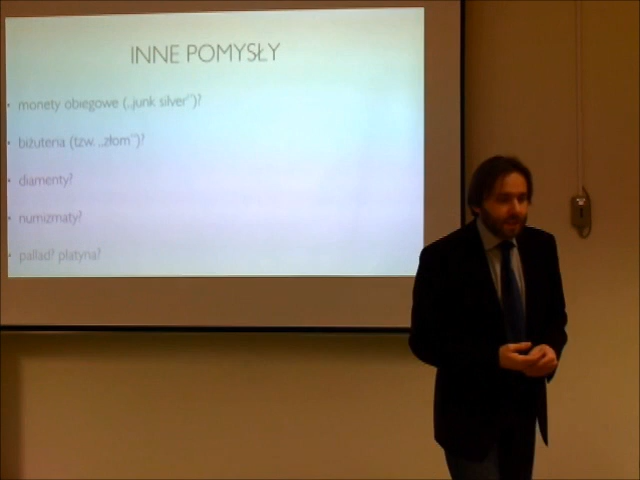 INNE POMYSŁY
• monety obiegowe („junk silver")?
• biżuteria (tzw. „złom")?
• diamenty?
• numizmaty?
• pallad? platyna?